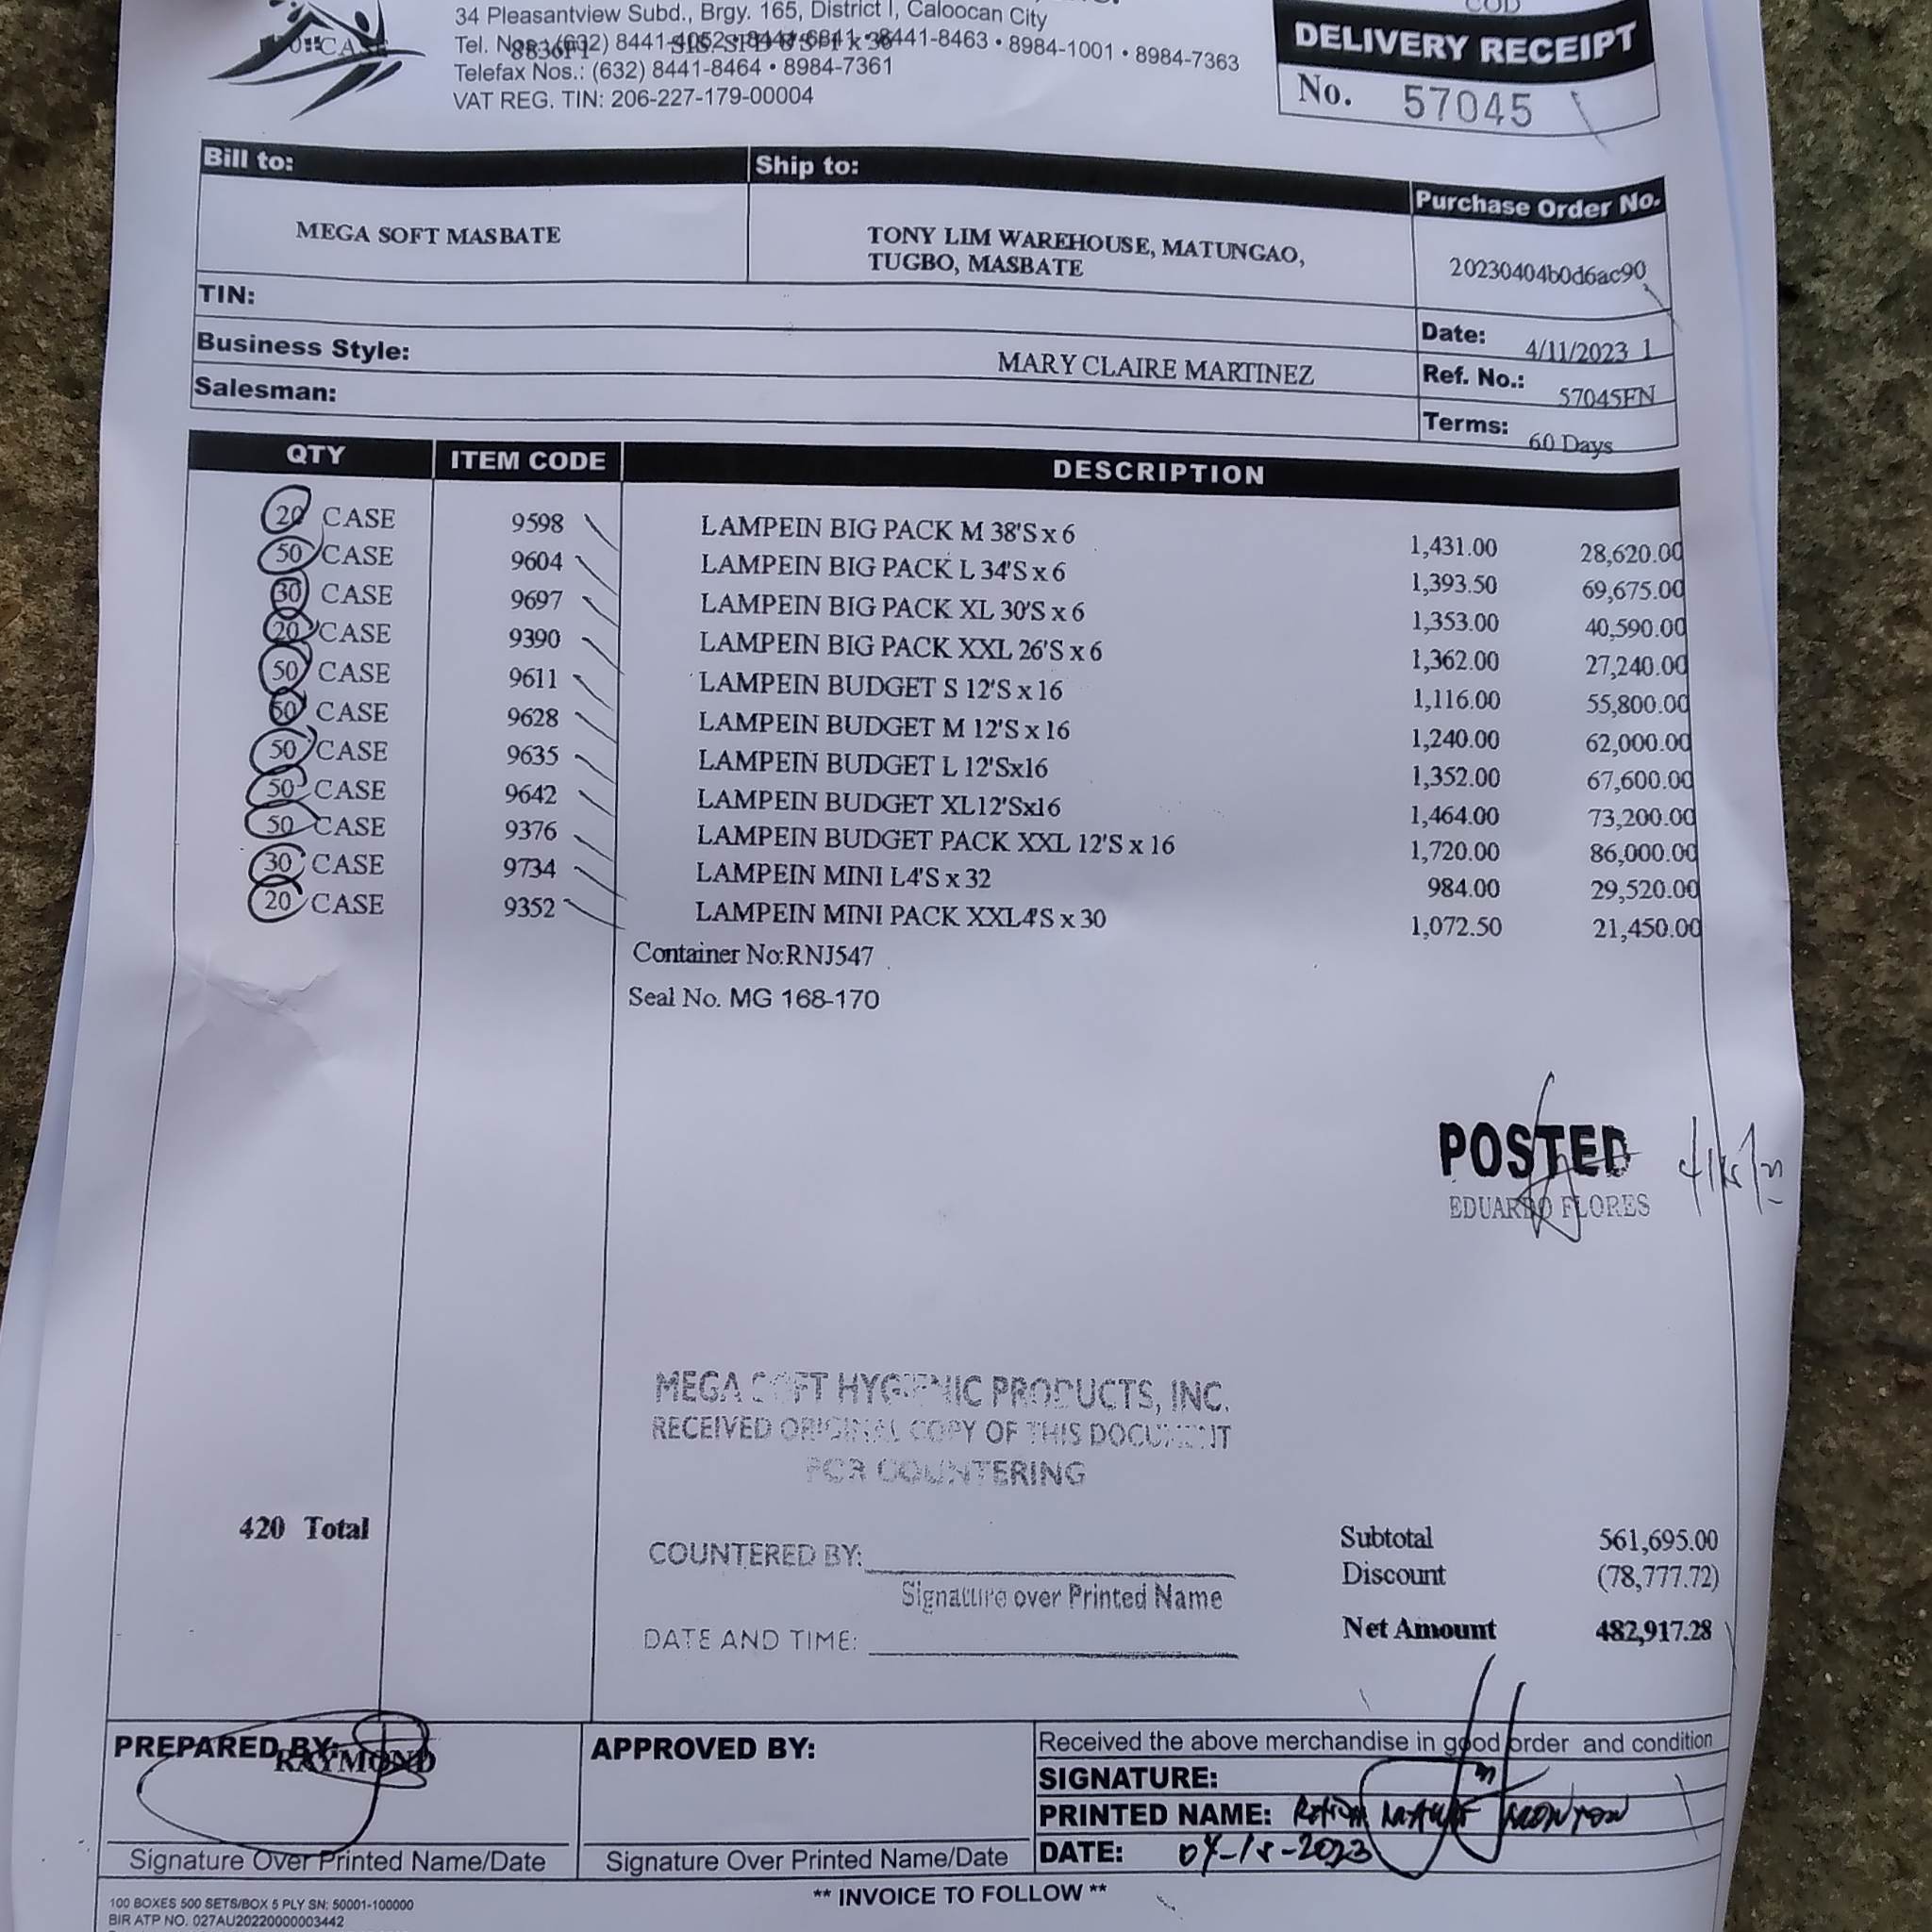 COD
34 Pleasantview Subd., Brgy. 165, District I, Caloocan City
Tel. Nos.: (632) 8441-4052 • 8441-6841 • 8441-8463 • 8984-1001 • 8984-7363
Telefax Nos.: (632) 8441-8464 • 8984-7361
VAT REG. TIN: 206-227-179-00004
DELIVERY RECEIPT
No. 57045
Bill to: Ship to: Purchase Order No.
MEGA SOFT MASBATE
TONY LIM WAREHOUSE, MATUNGAO,
TUGBO, MASBATE
20230404b0d6ac90
TIN:
Date: 4/11/2023 1
Business Style: MARY CLAIRE MARTINEZ
Ref. No.: 57045FN
Salesman:
Terms: 60 Days
QTY ITEM CODE DESCRIPTION
20 CASE 9598 LAMPEIN BIG PACK M 38'S x 6 1,431.00 28,620.00
50 CASE 9604 LAMPEIN BIG PACK L 34'S x 6 1,393.50 69,675.00
30 CASE 9697 LAMPEIN BIG PACK XL 30'S x 6 1,353.00 40,590.00
20 CASE 9390 LAMPEIN BIG PACK XXL 26'S x 6 1,362.00 27,240.00
50 CASE 9611 LAMPEIN BUDGET S 12'S x 16 1,116.00 55,800.00
50 CASE 9628 LAMPEIN BUDGET M 12'S x 16 1,240.00 62,000.00
50 CASE 9635 LAMPEIN BUDGET L 12'Sx16 1,352.00 67,600.00
50 CASE 9642 LAMPEIN BUDGET XL12'Sx16 1,464.00 73,200.00
50 CASE 9376 LAMPEIN BUDGET PACK XXL 12'S x 16 1,720.00 86,000.00
30 CASE 9734 LAMPEIN MINI L4'S x 32 984.00 29,520.00
20 CASE 9352 LAMPEIN MINI PACK XXL4'S x 30 1,072.50 21,450.00
Container No:RNJ547
Seal No. MG 168-170
POSTED
EDUARDO FLORES
MEGA SOFT HYGIENIC PRODUCTS, INC.
RECEIVED ORIGINAL COPY OF THIS DOCUMENT
FOR COUNTERING
420 Total
COUNTERED BY:
Signature over Printed Name
DATE AND TIME:
Subtotal 561,695.00
Discount (78,777.72)
Net Amount 482,917.28
PREPARED BY:
RAYMOND
Signature Over Printed Name/Date
APPROVED BY:
Signature Over Printed Name/Date
Received the above merchandise in good order and condition
SIGNATURE:
PRINTED NAME:
DATE: 04-18-2023
** INVOICE TO FOLLOW **
100 BOXES 500 SETS/BOX 5 PLY SN: 50001-100000
BIR ATP NO. 027AU20220000003442